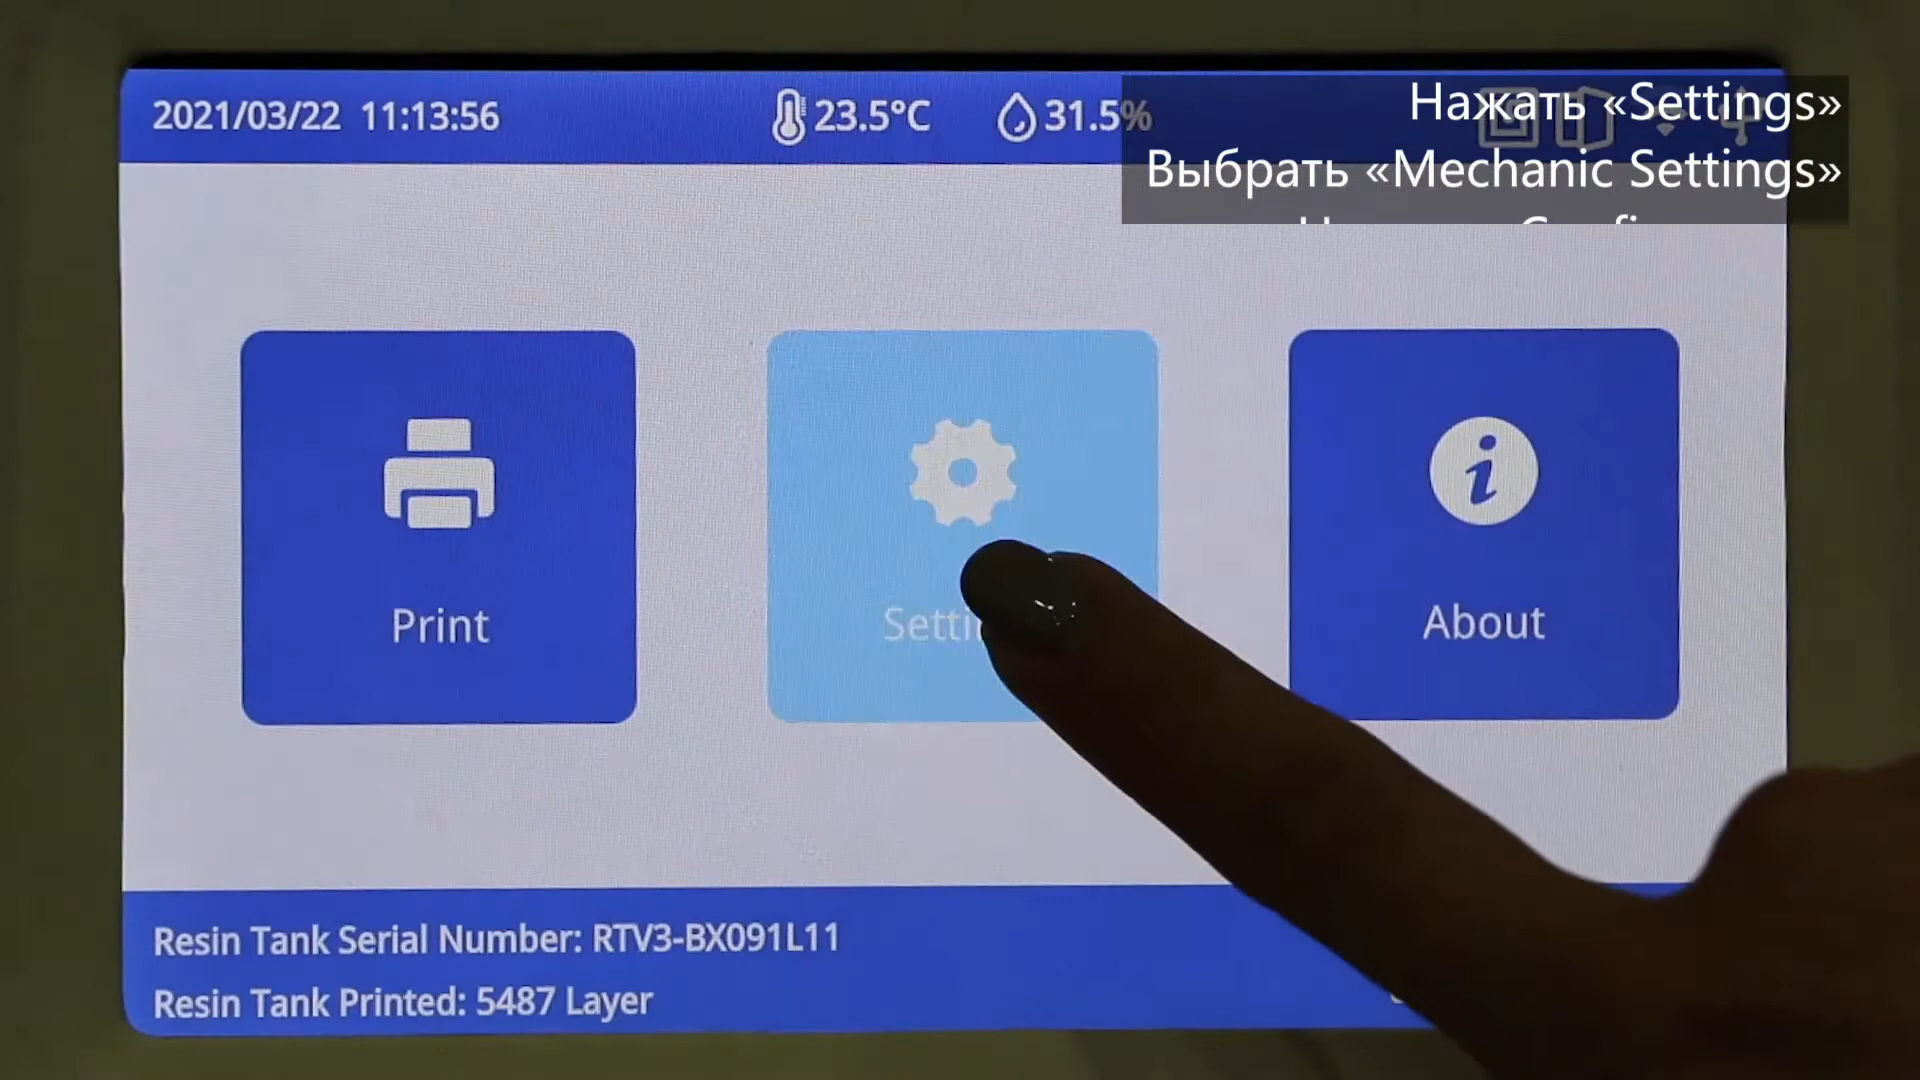 2021/03/22 11:13:56 23.5°C 31.5%
Нажать «Settings»
Выбрать «Mechanic Settings»
Print
About
Resin Tank Serial Number: RTV3-BX091L11
Resin Tank Printed: 5487 Layer